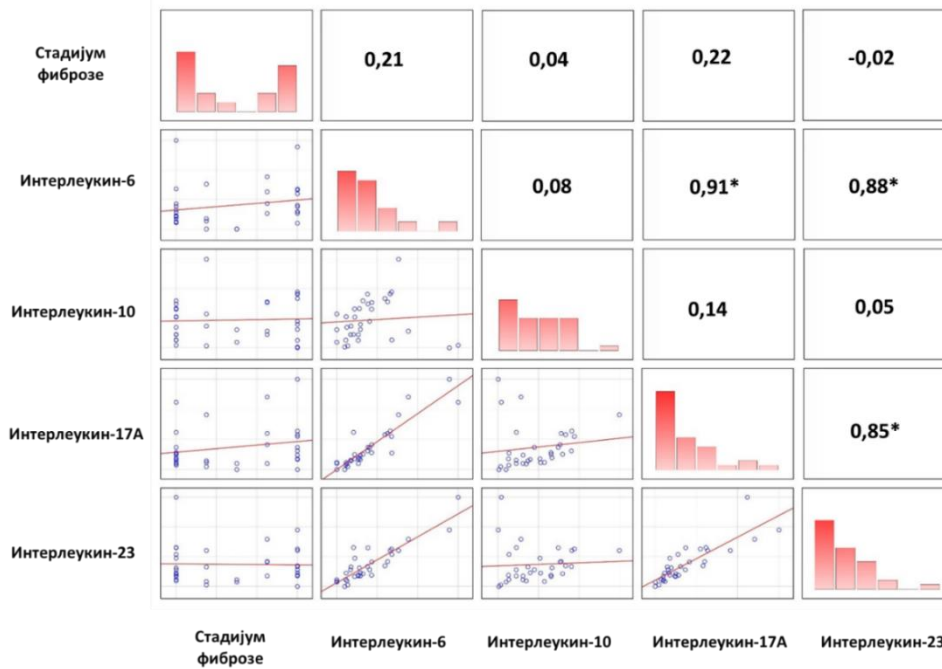 Стадијум
фиброзе
0,21
0,04
0,22
-0,02
Интерлеукин-6
0,08
0,91*
0,88*
Интерлеукин-10
0,14
0,05
Интерлеукин-17А
0,85*
Интерлеукин-23
Стадијум
фиброзе
Интерлеукин-6
Интерлеукин-10
Интерлеукин-17А
Интерлеукин-23